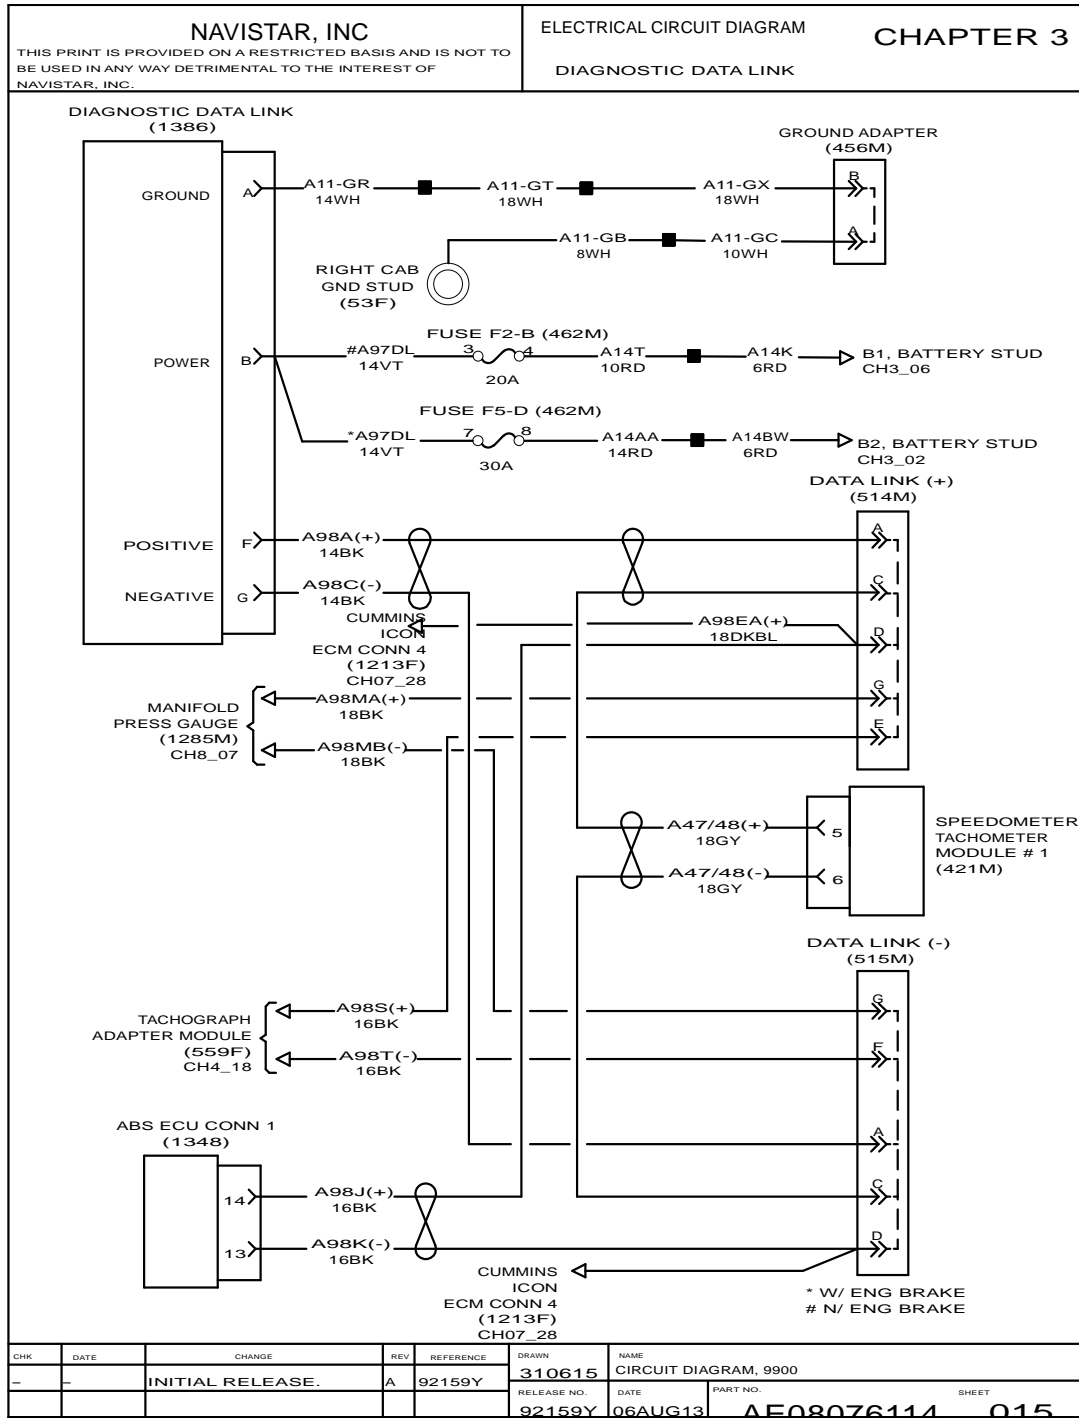 NAVISTAR, INC
THIS PRINT IS PROVIDED ON A RESTRICTED BASIS AND IS NOT TO
BE USED IN ANY WAY DETRIMENTAL TO THE INTEREST OF
NAVISTAR, INC.
ELECTRICAL CIRCUIT DIAGRAM
DIAGNOSTIC DATA LINK
CHAPTER 3
DIAGNOSTIC DATA LINK
(1386)
GROUND ADAPTER
(456M)
GROUND
A
A11-GR
14WH
A11-GT
18WH
A11-GX
18WH
B
A11-GB
8WH
A11-GC
10WH
A
RIGHT CAB
GND STUD
(53F)
POWER
B
FUSE F2-B (462M)
#A97DL
14VT
3
4
20A
A14T
10RD
A14K
6RD
B1, BATTERY STUD
CH3_06
FUSE F5-D (462M)
*A97DL
14VT
7
8
30A
A14AA
14RD
A14BW
6RD
B2, BATTERY STUD
CH3_02
DATA LINK (+)
(514M)
POSITIVE
F
A98A(+)
14BK
A
NEGATIVE
G
A98C(-)
14BK
C
CUMMINS
ICON
ECM CONN 4
(1213F)
CH07_28
A98EA(+)
18DKBL
D
MANIFOLD
PRESS GAUGE
(1285M)
CH8_07
A98MA(+)
18BK
G
A98MB(-)
18BK
E
A47/48(+)
18GY
5
A47/48(-)
18GY
6
SPEEDOMETER
TACHOMETER
MODULE # 1
(421M)
DATA LINK (-)
(515M)
TACHOGRAPH
ADAPTER MODULE
(559F)
CH4_18
A98S(+)
16BK
G
A98T(-)
16BK
F
ABS ECU CONN 1
(1348)
A
14
A98J(+)
16BK
C
13
A98K(-)
16BK
D
CUMMINS
ICON
ECM CONN 4
(1213F)
CH07_28
* W/ ENG BRAKE
# N/ ENG BRAKE
CHK
DATE
CHANGE
REV
REFERENCE
DRAWN
NAME
–
–
INITIAL RELEASE.
A
92159Y
310615
CIRCUIT DIAGRAM, 9900
RELEASE NO.
DATE
PART NO.
SHEET
92159Y
06AUG13
AE08076114
015